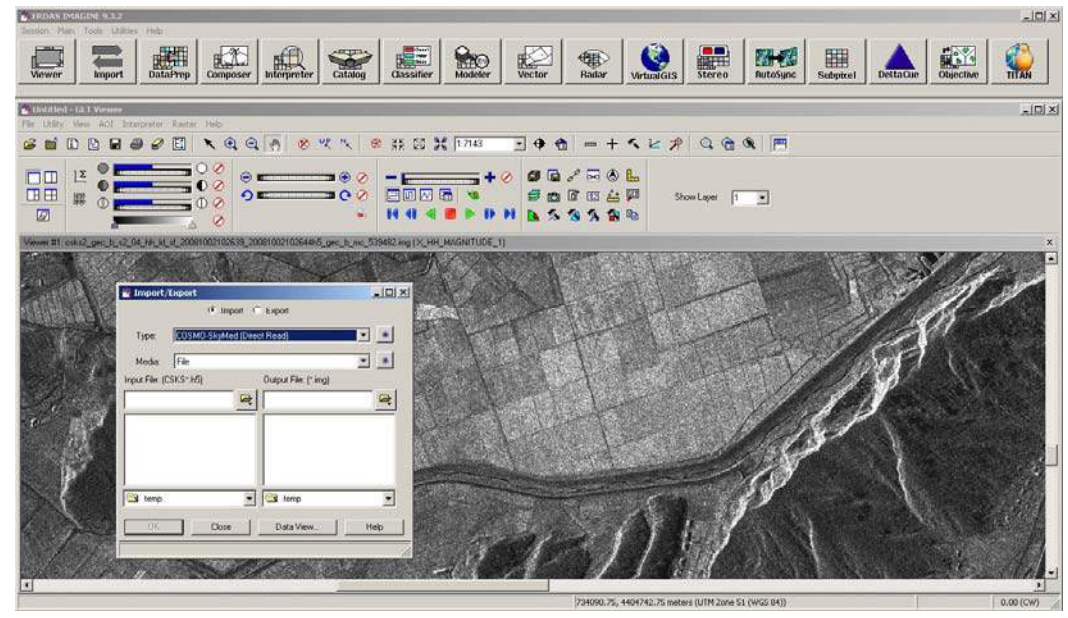 ERDAS IMAGINE 9.3.2
Session Main Tools Utilities Help
Viewer Import DataPrep Composer Interpreter Catalog Classifier Modeler Vector Radar VirtualGIS Stereo AutoSync Subpixel DeltaCue Objective TITAN
Untitled - GLT Viewer
File Utility View AOI Interpreter Raster Help
1.7143
Show Layer 1
Import/Export
Import Export
Type: COSMO-SkyMed (Direct Read)
Media: File
Input File: (CSKS*.h5) Output File: (*.img)
temp temp
OK Close Data View... Help
734090.75, 4404742.75 meters (UTM Zone 51 (WGS 84)) 0.00 (CW)